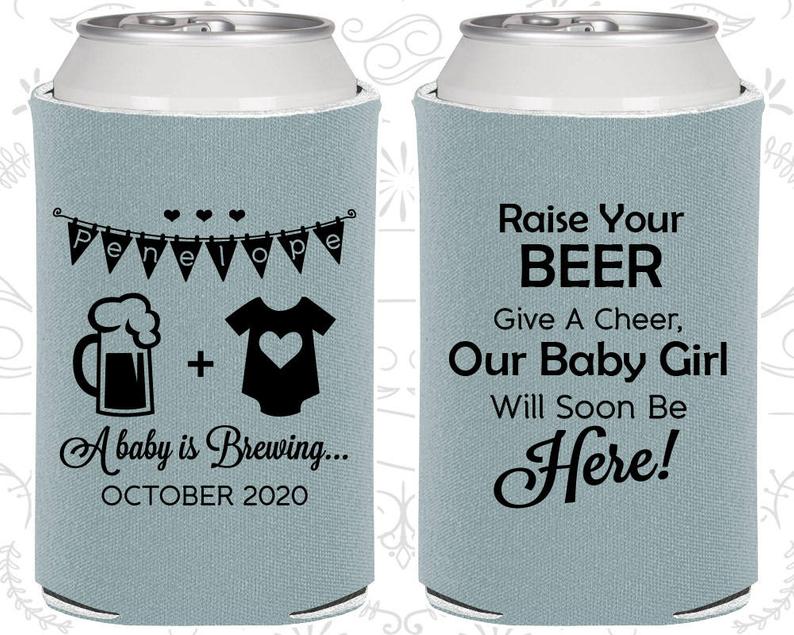 Penelope
+
A baby is Brewing...
OCTOBER 2020
Raise Your
BEER
Give A Cheer,
Our Baby Girl
Will Soon Be
Here!